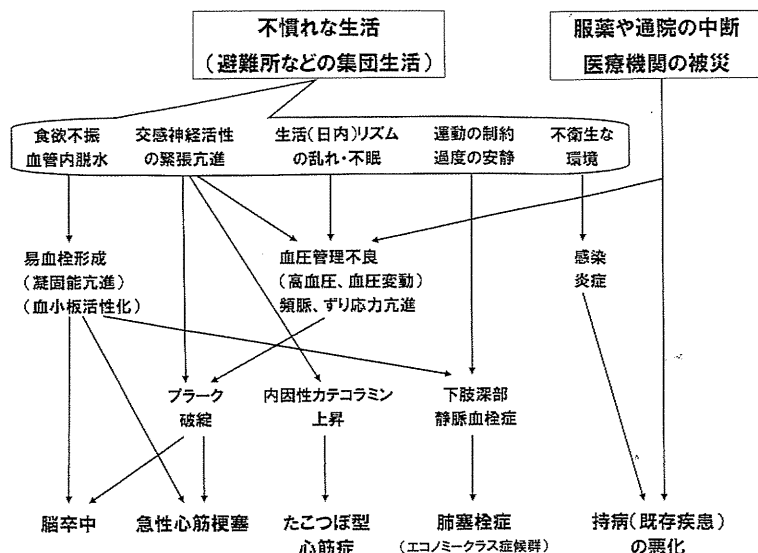 不慣れな生活
(避難所などの集団生活)
服薬や通院の中断
医療機関の被災
食欲不振
血管内脱水
交感神経活性
の緊張亢進
生活(日内)リズム
の乱れ・不眠
運動の制約
過度の安静
不衛生な
環境
易血栓形成
(凝固能亢進)
(血小板活性化)
血圧管理不良
(高血圧、血圧変動)
頻脈、ずり応力亢進
感染
炎症
プラーク
破綻
内因性カテコラミン
上昇
下肢深部
静脈血栓症
脳卒中
急性心筋梗塞
たこつぼ型
心筋症
肺塞栓症
(エコノミークラス症候群)
持病(既存疾患)
の悪化